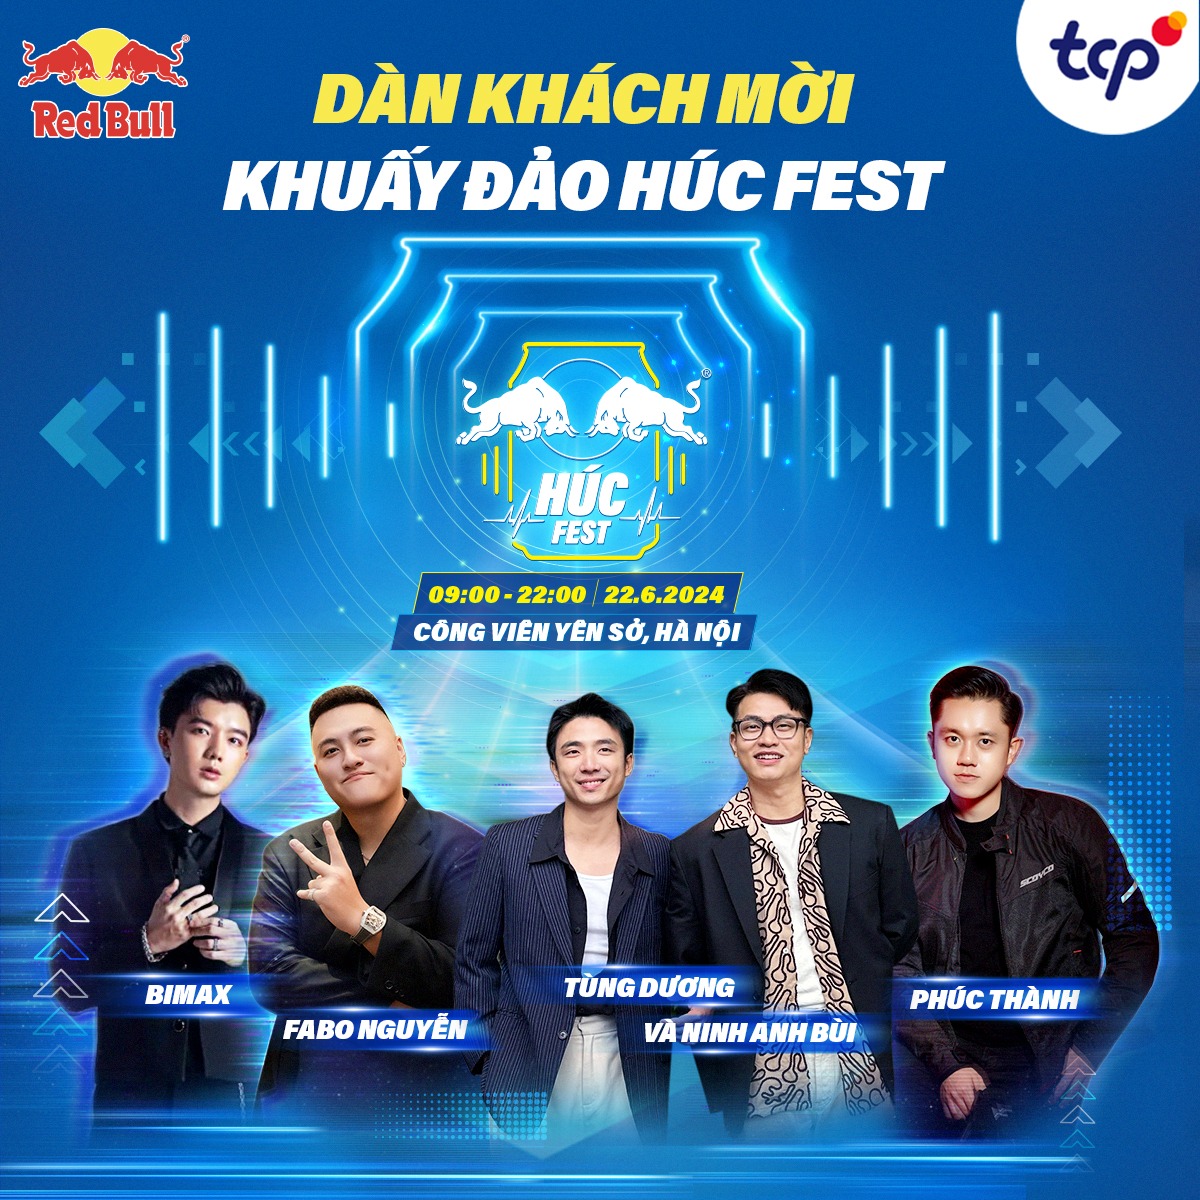 Red Bull
tcp
DÀN KHÁCH MỜI
KHUẤY ĐẢO HÚC FEST
HÚC
FEST
09:00 - 22:00 | 22.6.2024
CÔNG VIÊN YÊN SỞ, HÀ NỘI
SCOYCO
BIMAX
FABO NGUYỄN
TÙNG DƯƠNG
VÀ NINH ANH BÙI
PHÚC THÀNH